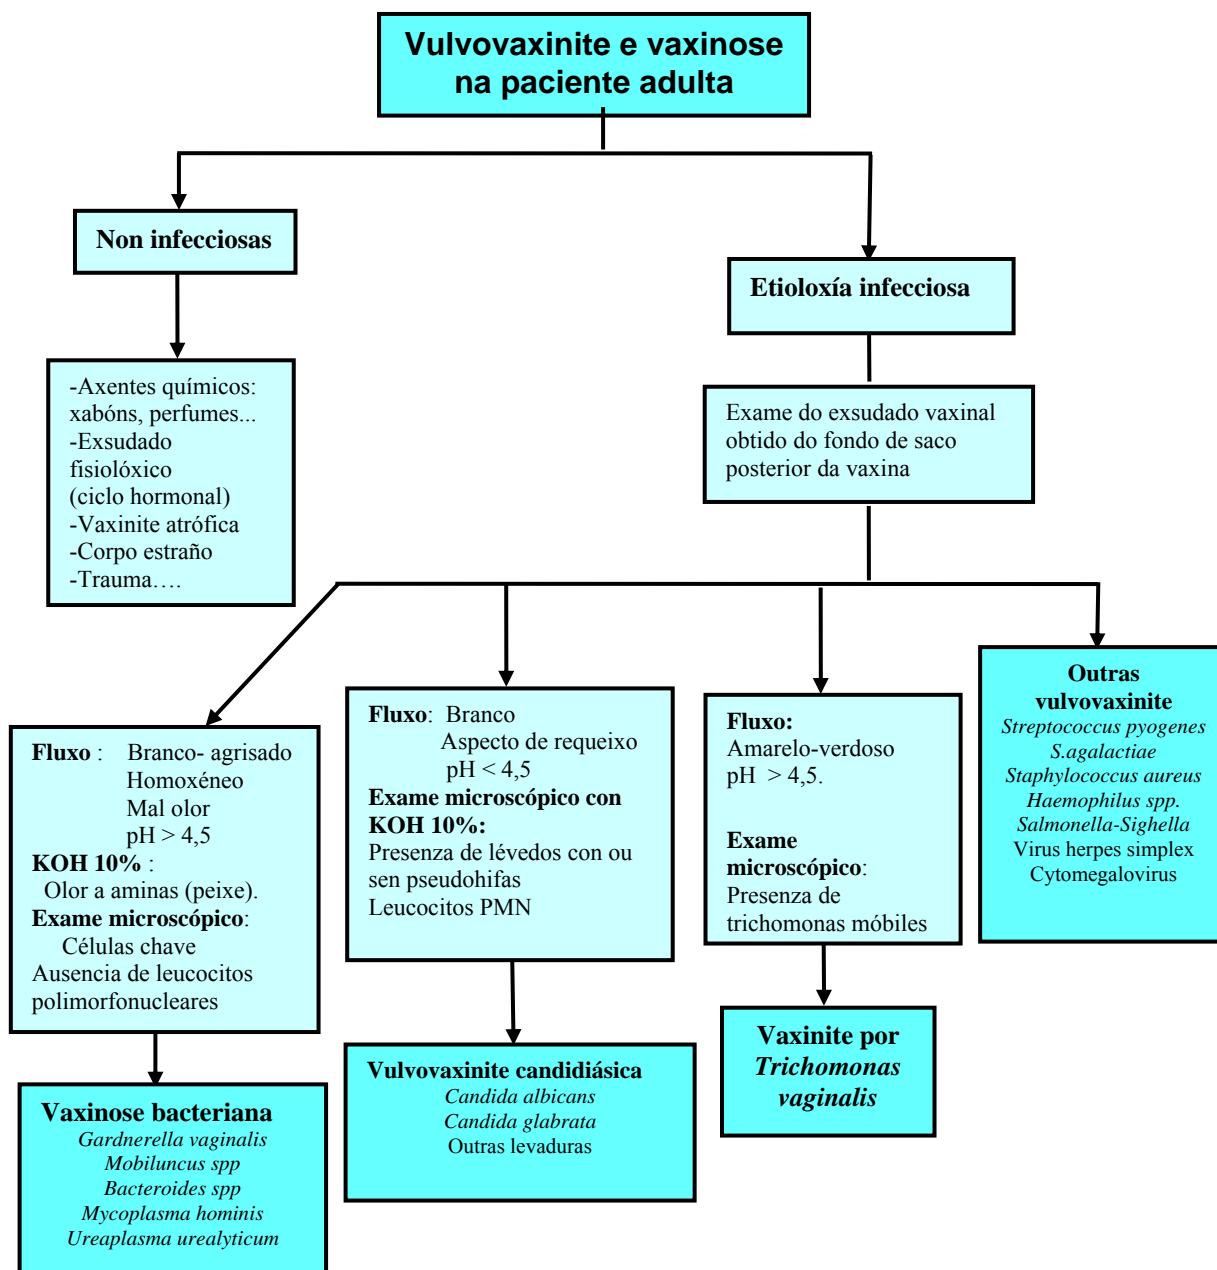 Vulvovaxinite e vaxinose
na paciente adulta
Non infecciosas
Etioloxía infecciosa
-Axentes químicos:
xabóns, perfumes...
-Exsudado
fisiolóxico
(ciclo hormonal)
-Vaxinite atrófica
-Corpo estraño
-Trauma….
Exame do exsudado vaxinal
obtido do fondo de saco
posterior da vaxina
Fluxo : Branco- agrisado
Homoxéneo
Mal olor
pH > 4,5
KOH 10% :
Olor a aminas (peixe).
Exame microscópico:
Células chave
Ausencia de leucocitos
polimorfonucleares
Fluxo: Branco
Aspecto de requeixo
pH < 4,5
Exame microscópico con
KOH 10%:
Presenza de lévedos con ou
sen pseudohifas
Leucocitos PMN
Fluxo:
Amarelo-verdoso
pH > 4,5.
Exame
microscópico:
Presenza de
trichomonas móbiles
Outras
vulvovaxinite
Streptococcus pyogenes
S.agalactiae
Staphylococcus aureus
Haemophilus spp.
Salmonella-Sighella
Virus herpes simplex
Cytomegalovirus
Vaxinose bacteriana
Gardnerella vaginalis
Mobiluncus spp
Bacteroides spp
Mycoplasma hominis
Ureaplasma urealyticum
Vulvovaxinite candidiásica
Candida albicans
Candida glabrata
Outras levaduras
Vaxinite por
Trichomonas
vaginalis